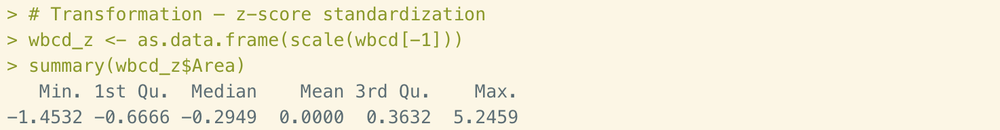 > # Transformation – z-score standardization
> wbcd_z <- as.data.frame(scale(wbcd[-1]))
> summary(wbcd_z$Area)
   Min. 1st Qu.  Median    Mean 3rd Qu.    Max.
-1.4532 -0.6666 -0.2949  0.0000  0.3632  5.2459